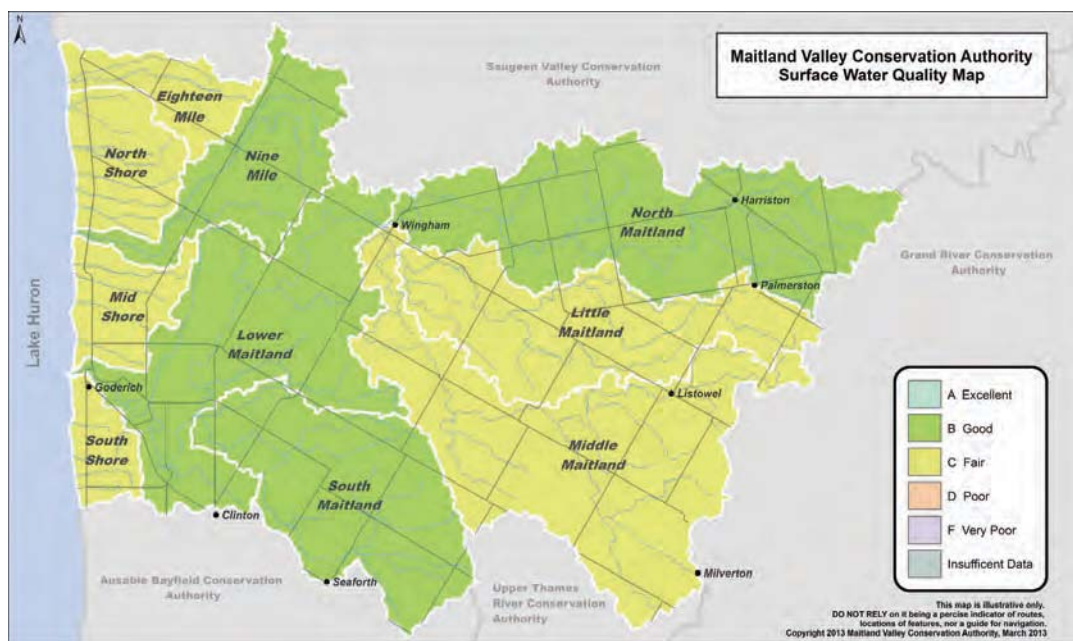 N
Maitland Valley Conservation Authority
Surface Water Quality Map
Saugeen Valley Conservation
Authority
Eighteen
Mile
North
Shore
Nine
Mile
Wingham
North
Maitland
Harriston
Grand River Conservation
Authority
Palmerston
Mid
Shore
Little
Maitland
Lake Huron
Lower
Maitland
Goderich
Listowel
South
Shore
Middle
Maitland
South
Maitland
Clinton
Seaforth
Milverton
Ausable Bayfield Conservation
Authority
Upper Thames
River Conservation
Authority
A Excellent
B Good
C Fair
D Poor
F Very Poor
Insufficent Data
This map is illustrative only.
DO NOT RELY on it being a percise indicator of routes,
locations of features, nor a guide for navigation.
Copyright 2013 Maitland Valley Conservation Authority, March 2013